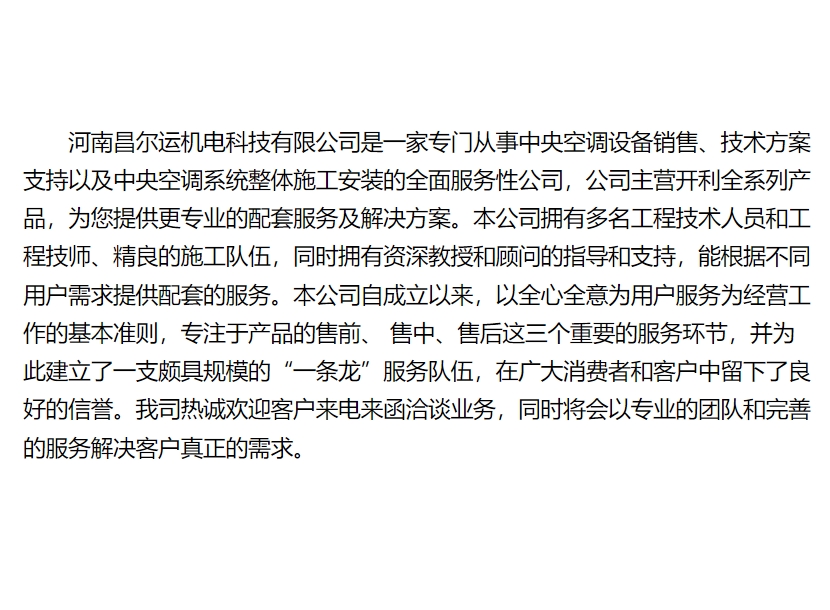 河南昌尔运机电科技有限公司是一家专门从事中央空调设备销售、技术方案
支持以及中央空调系统整体施工安装的全面服务性公司，公司主营开利全系列产
品，为您提供更专业的配套服务及解决方案。本公司拥有多名工程技术人员和工
程技师、精良的施工队伍，同时拥有资深教授和顾问的指导和支持，能根据不同
用户需求提供配套的服务。本公司自成立以来，以全心全意为用户服务为经营工
作的基本准则，专注于产品的售前、 售中、售后这三个重要的服务环节，并为
此建立了一支颇具规模的“一条龙”服务队伍，在广大消费者和客户中留下了良
好的信誉。我司热诚欢迎客户来电来函洽谈业务，同时将会以专业的团队和完善
的服务解决客户真正的需求。